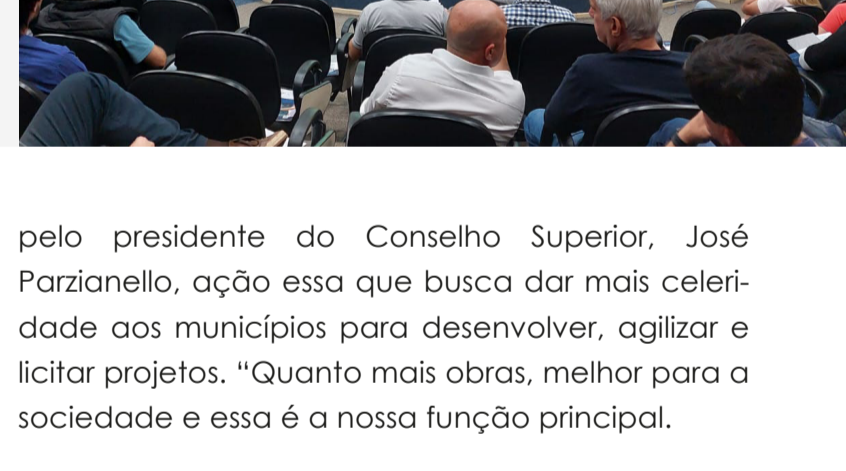 pelo presidente do Conselho Superior, José
Parzianello, ação essa que busca dar mais celeri-
dade aos municípios para desenvolver, agilizar e
licitar projetos. “Quanto mais obras, melhor para a
sociedade e essa é a nossa função principal.